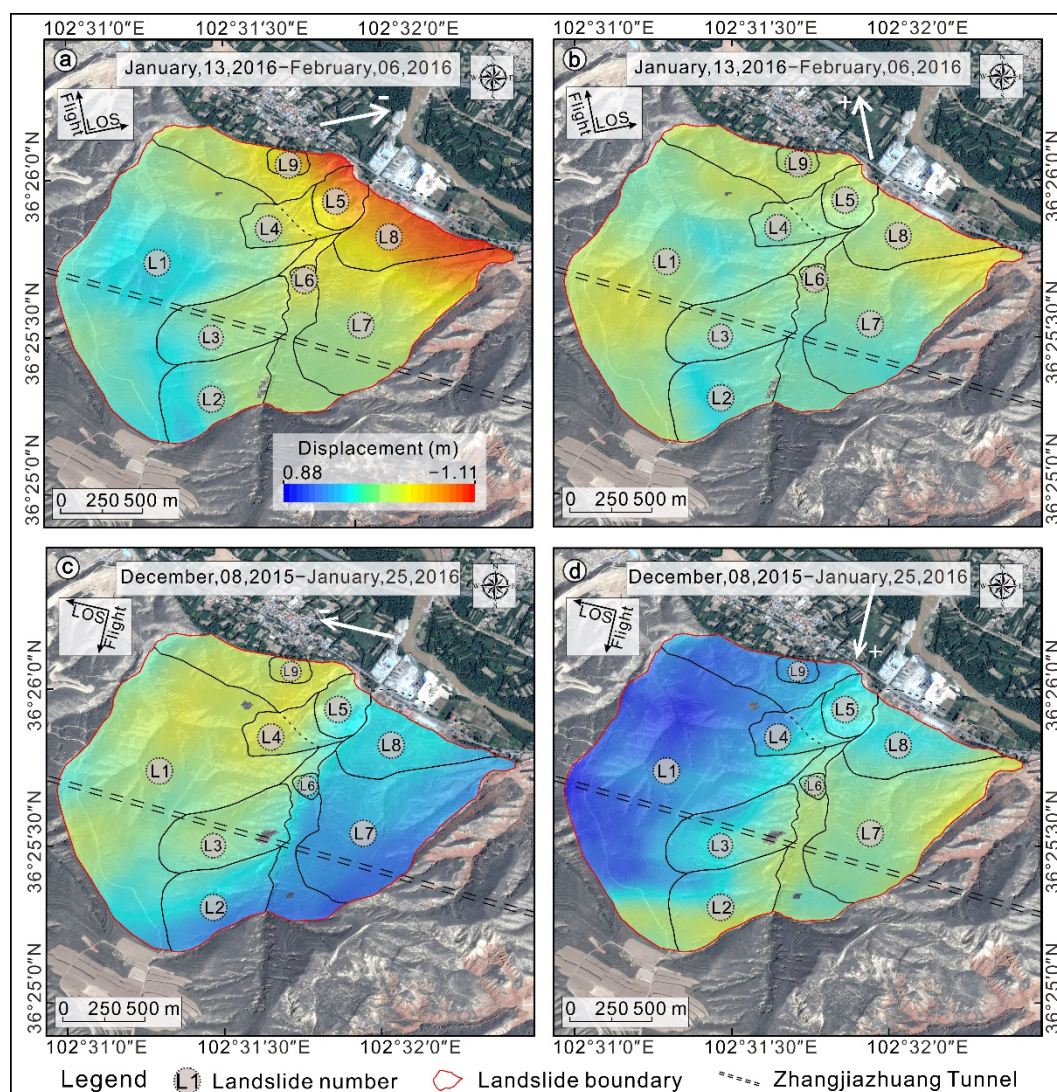 102°31′0″E 102°31′30″E 102°32′0″E 102°31′0″E 102°31′30″E 102°32′0″E
a January,13,2016−February,06,2016
Flight LOS
−
N
W E
S
36°26′0″N
36°25′30″N
36°25′0″N
L9
L5
L4
L8
L1
L6
L7
L3
L2
Displacement (m)
0.88 −1.11
0 250 500 m
b January,13,2016−February,06,2016
Flight LOS
+
N
W E
S
36°26′0″N
36°25′30″N
36°25′0″N
L9
L5
L4
L8
L1
L6
L7
L3
L2
0 250 500 m
c December,08,2015−January,25,2016
LOS Flight
−
N
W E
S
36°26′0″N
36°25′30″N
36°25′0″N
L9
L5
L4
L8
L1
L6
L7
L3
L2
0 250 500 m
d December,08,2015−January,25,2016
LOS Flight
+
N
W E
S
36°26′0″N
36°25′30″N
36°25′0″N
L9
L5
L4
L8
L1
L6
L7
L3
L2
0 250 500 m
102°31′0″E 102°31′30″E 102°32′0″E 102°31′0″E 102°31′30″E 102°32′0″E
Legend L1 Landslide number Landslide boundary Zhangjiazhuang Tunnel